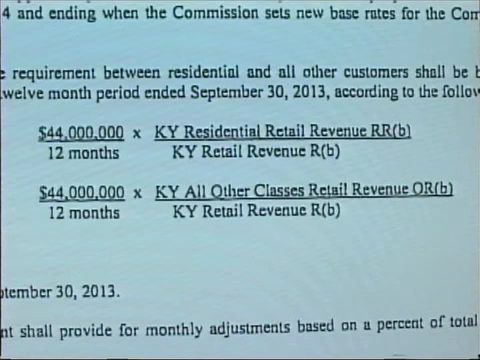 4 and ending when the Commission sets new base rates for the Com
e requirement between residential and all other customers shall be b
welve month period ended September 30, 2013, according to the follow
$44,000,000 x KY Residential Retail Revenue RR(b)
12 months KY Retail Revenue R(b)
$44,000,000 x KY All Other Classes Retail Revenue OR(b)
12 months KY Retail Revenue R(b)
ptember 30, 2013.
nt shall provide for monthly adjustments based on a percent of total